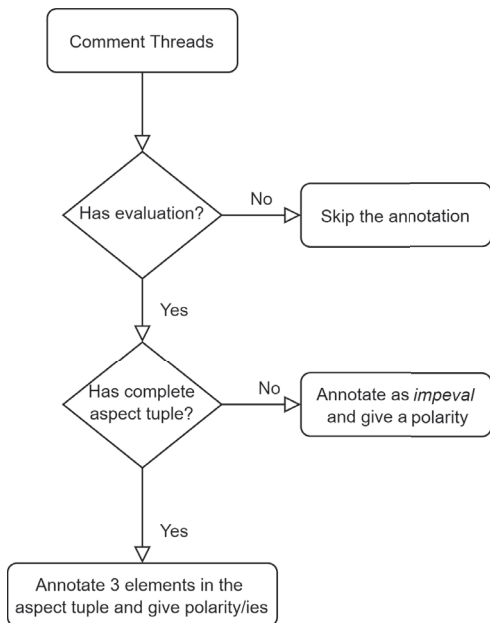 Comment Threads
Has evaluation?
No
Skip the annotation
Yes
Has complete
aspect tuple?
No
Annotate as impeval
and give a polarity
Yes
Annotate 3 elements in the
aspect tuple and give polarity/ies